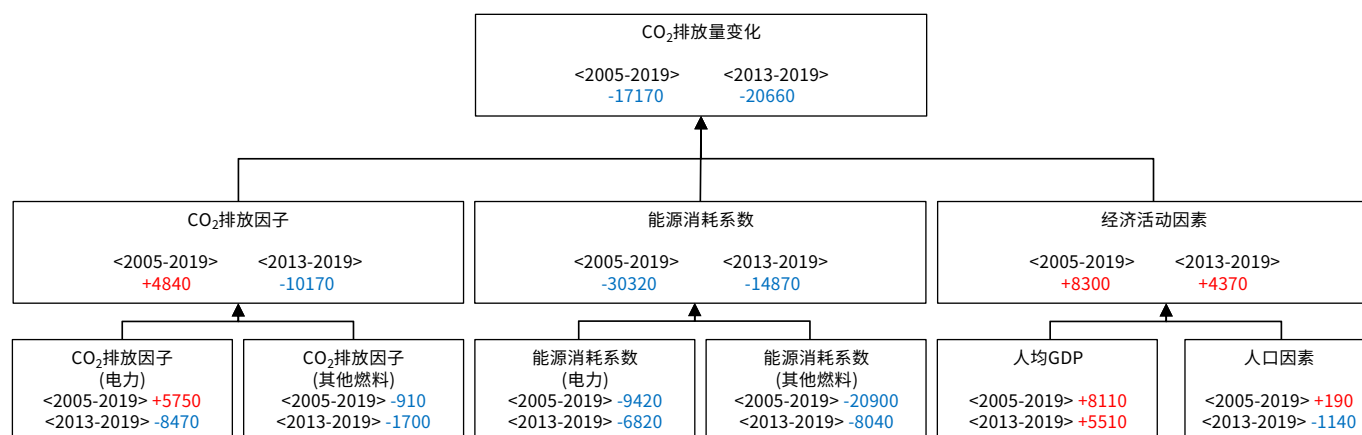 CO₂排放量变化
<2005-2019> <2013-2019>
-17170 -20660
CO₂排放因子
<2005-2019> <2013-2019>
+4840 -10170
能源消耗系数
<2005-2019> <2013-2019>
-30320 -14870
经济活动因素
<2005-2019> <2013-2019>
+8300 +4370
CO₂排放因子
(电力)
<2005-2019> +5750
<2013-2019> -8470
CO₂排放因子
(其他燃料)
<2005-2019> -910
<2013-2019> -1700
能源消耗系数
(电力)
<2005-2019> -9420
<2013-2019> -6820
能源消耗系数
(其他燃料)
<2005-2019> -20900
<2013-2019> -8040
人均GDP
<2005-2019> +8110
<2013-2019> +5510
人口因素
<2005-2019> +190
<2013-2019> -1140